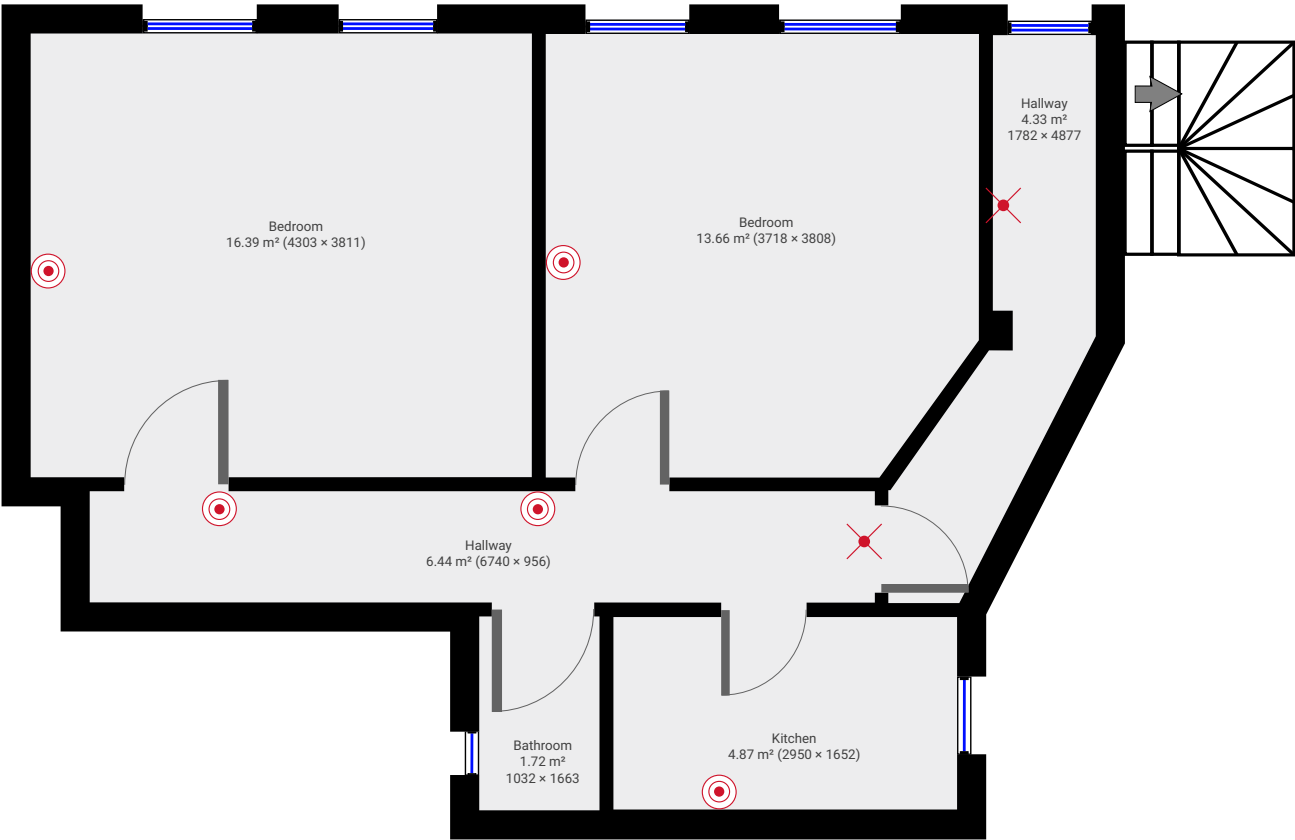 Hallway
4.33 m²
1782 × 4877
Bedroom
16.39 m² (4303 × 3811)
Bedroom
13.66 m² (3718 × 3808)
Hallway
6.44 m² (6740 × 956)
Bathroom
1.72 m²
1032 × 1663
Kitchen
4.87 m² (2950 × 1652)